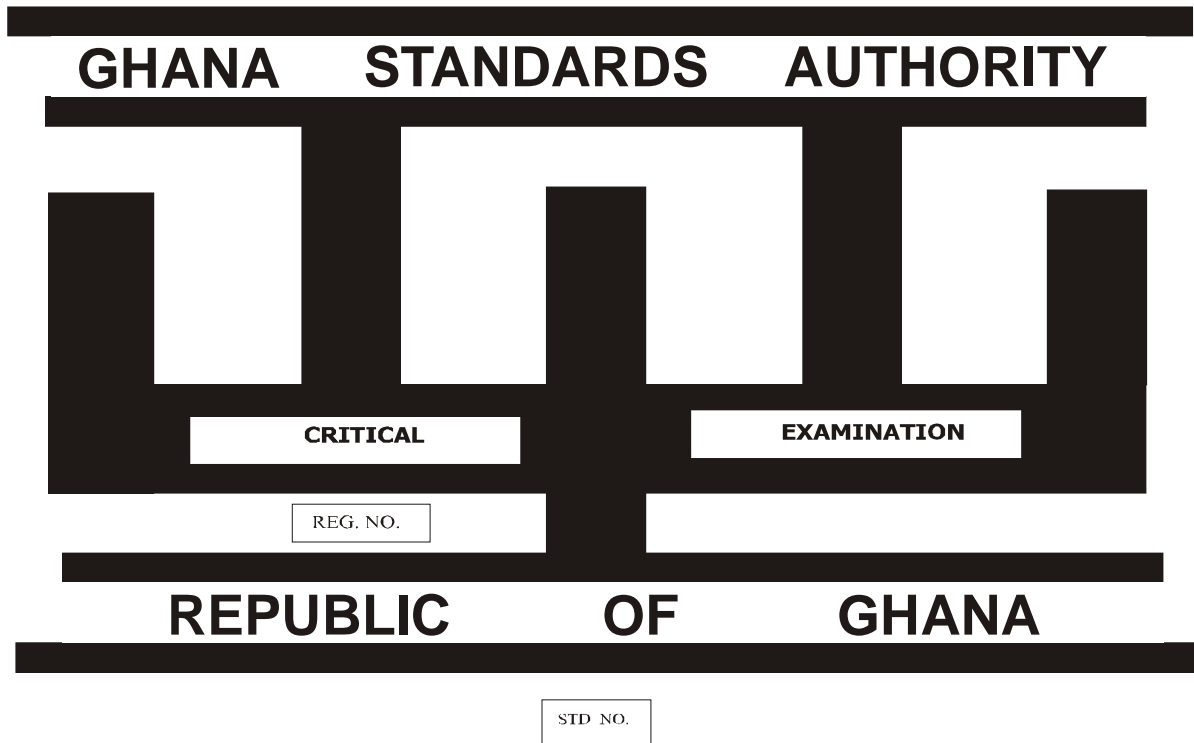 GHANA STANDARDS AUTHORITY
CRITICAL EXAMINATION
REG. NO.
REPUBLIC OF GHANA
STD NO.